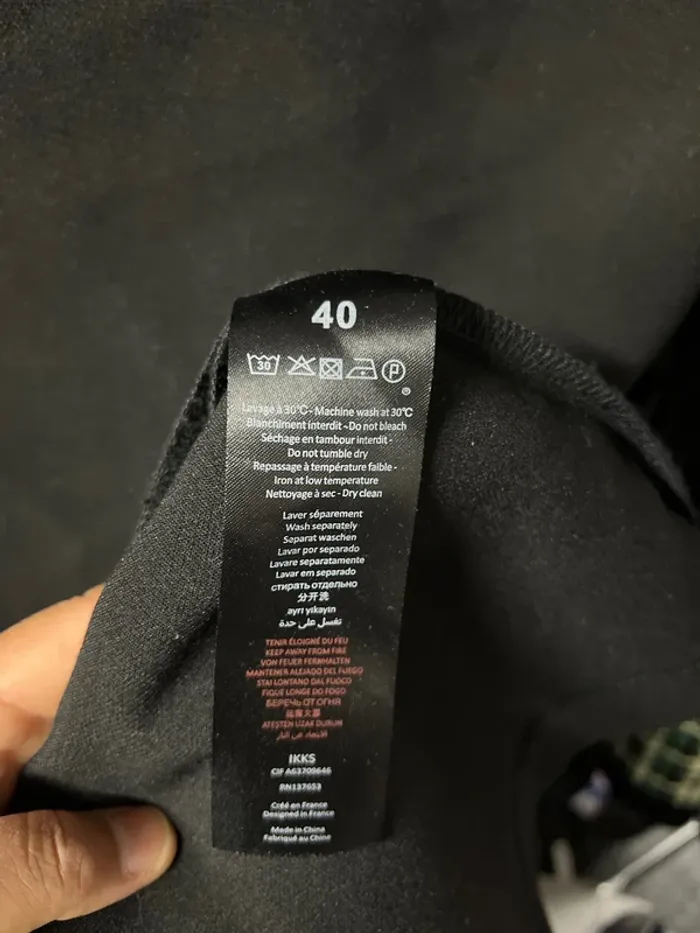 40
30
P
®
Lavage à 30°C - Machine wash at 30°C
Blanchiment interdit - Do not bleach
Séchage en tambour interdit -
Do not tumble dry
Repassage à température faible -
Iron at low temperature
Nettoyage à sec - Dry clean
Laver séparement
Wash separately
Separat waschen
Lavar por separado
Lavare separatamente
Lavar em separado
стирать отдельно
分开洗
ayrı yıkayın
تغسل على حدة
TENIR ÉLOIGNÉ DU FEU
KEEP AWAY FROM FIRE
VON FEUER FERNHALTEN
MANTENER ALEJADO DEL FUEGO
STAI LONTANO DAL FUOCO
FIQUE LONGE DO FOGO
БЕРЕЧЬ ОТ ОГНЯ
远离火源
ATEŞTEN UZAK DURUN
IKKS
CIF A63709646
RN137653
Créé en France
Designed in France
Made in China
Fabriqué au Chine